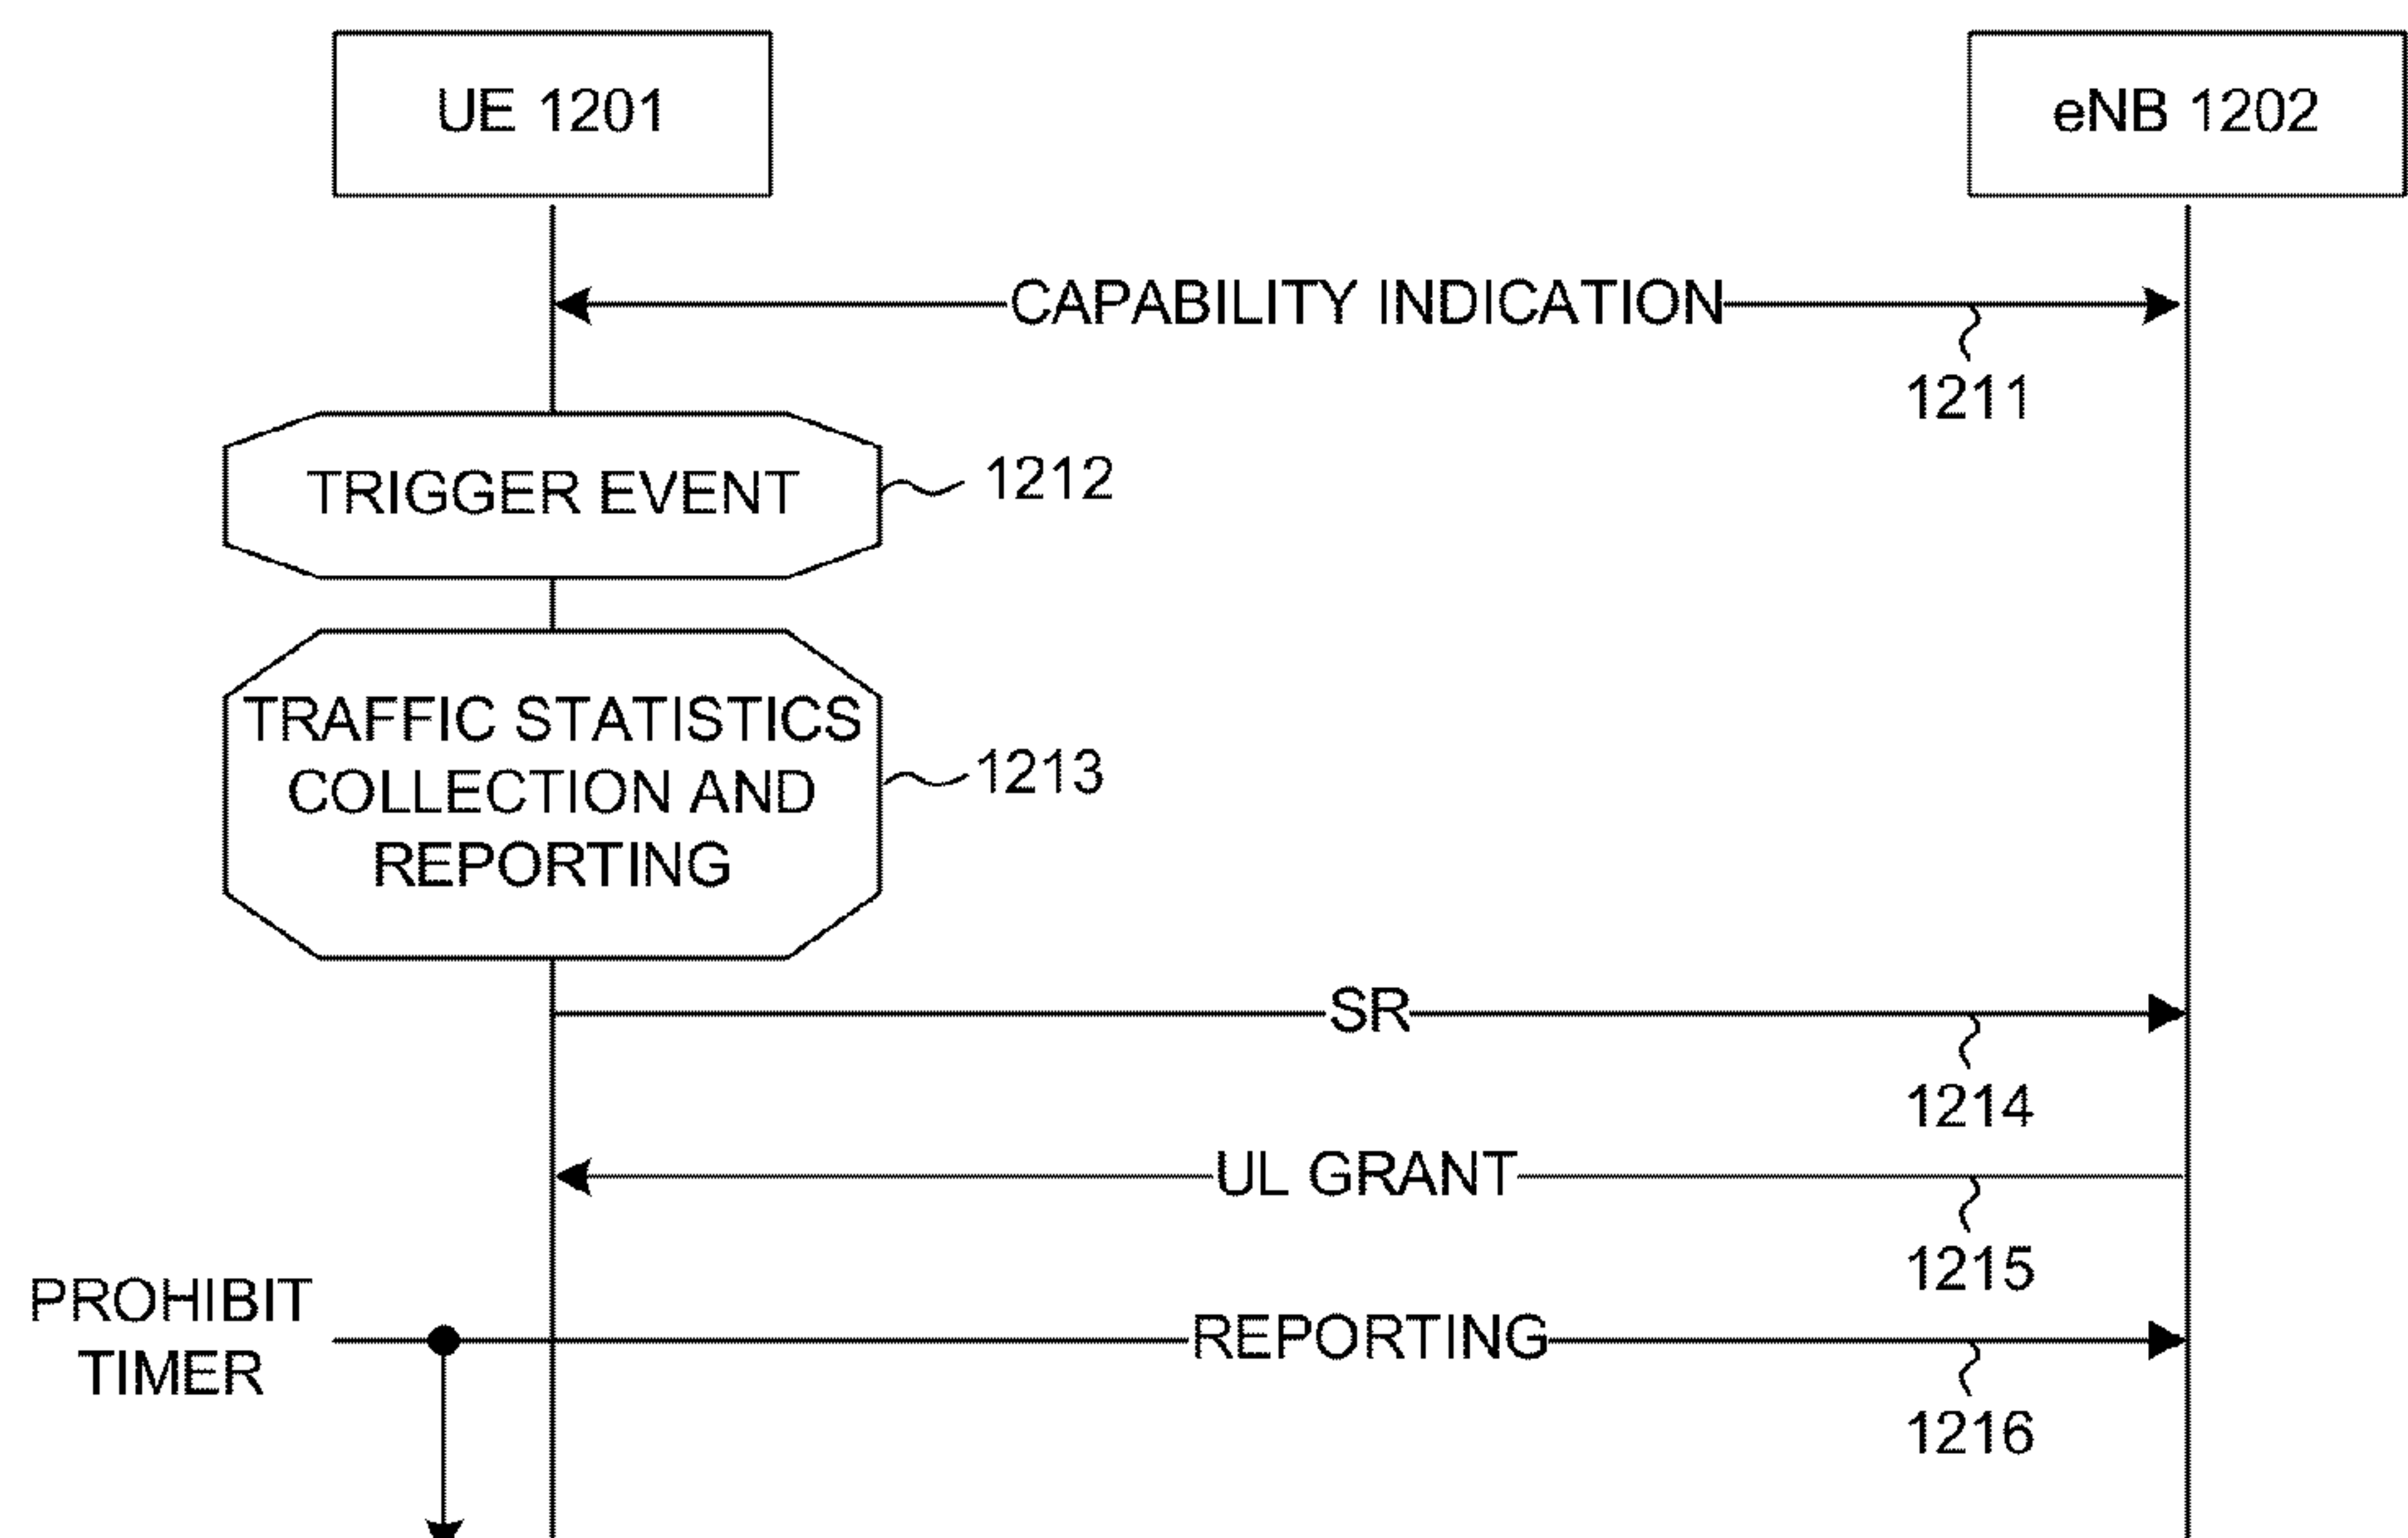 UE 1201
eNB 1202
CAPABILITY INDICATION
1211
TRIGGER EVENT
1212
TRAFFIC STATISTICS
COLLECTION AND
REPORTING
1213
SR
1214
UL GRANT
1215
PROHIBIT
TIMER
REPORTING
1216